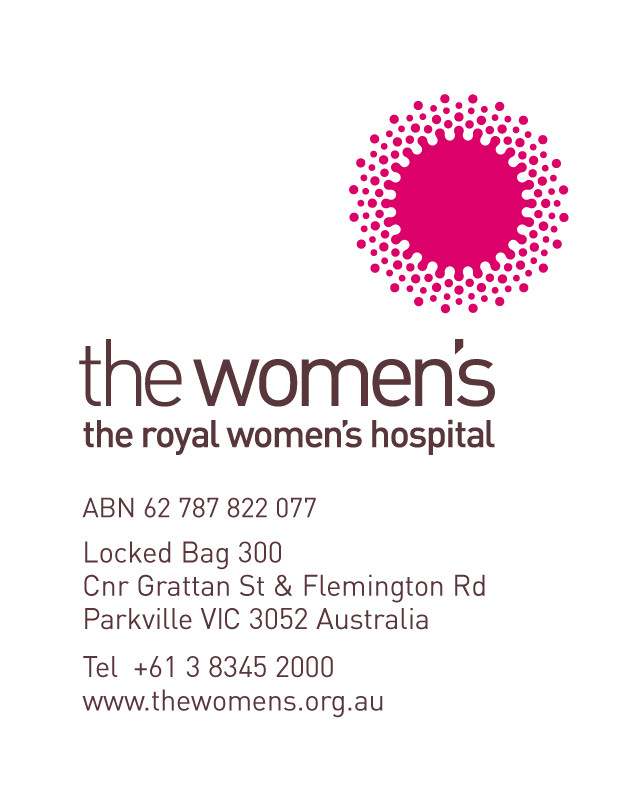 the women's
the royal women's hospital
ABN 62 787 822 077
Locked Bag 300
Cnr Grattan St & Flemington Rd
Parkville VIC 3052 Australia
Tel +61 3 8345 2000
www.thewomens.org.au